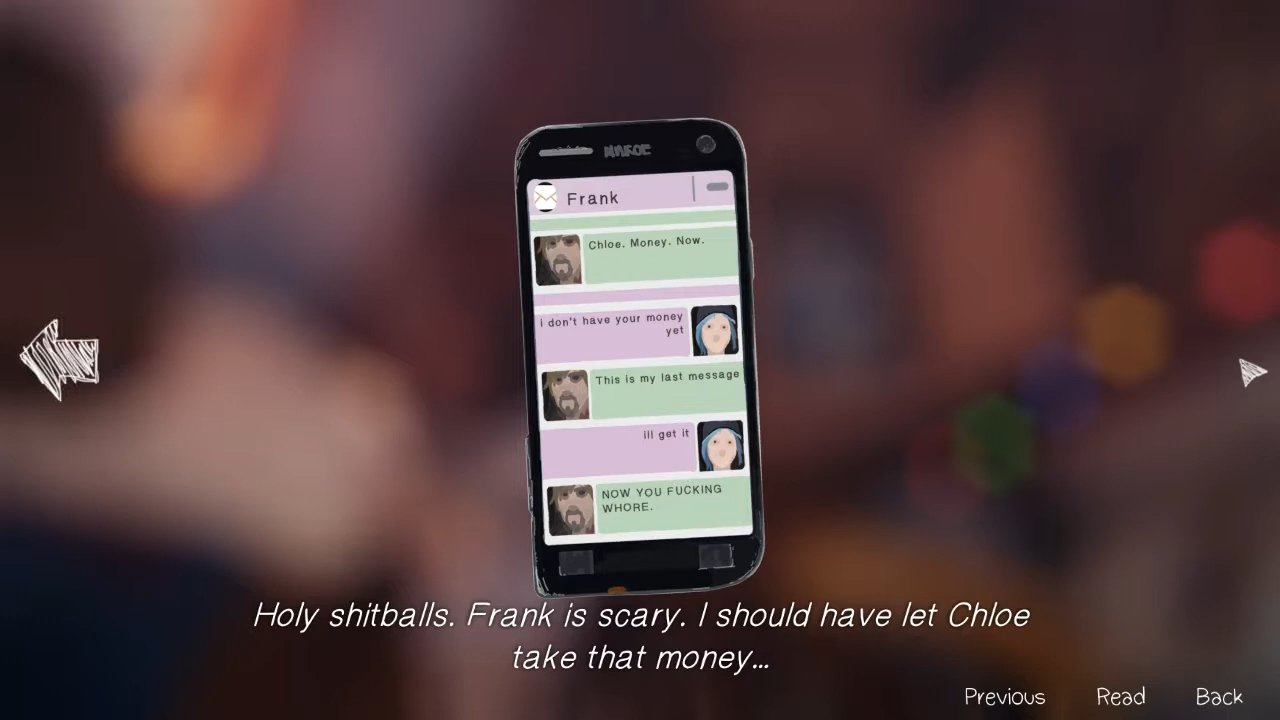 Frank
Chloe. Money. Now.
i don't have your money
yet
This is my last message
ill get it
NOW YOU FUCKING
WHORE.
Holy shitballs. Frank is scary. I should have let Chloe
take that money...
Previous Read Back